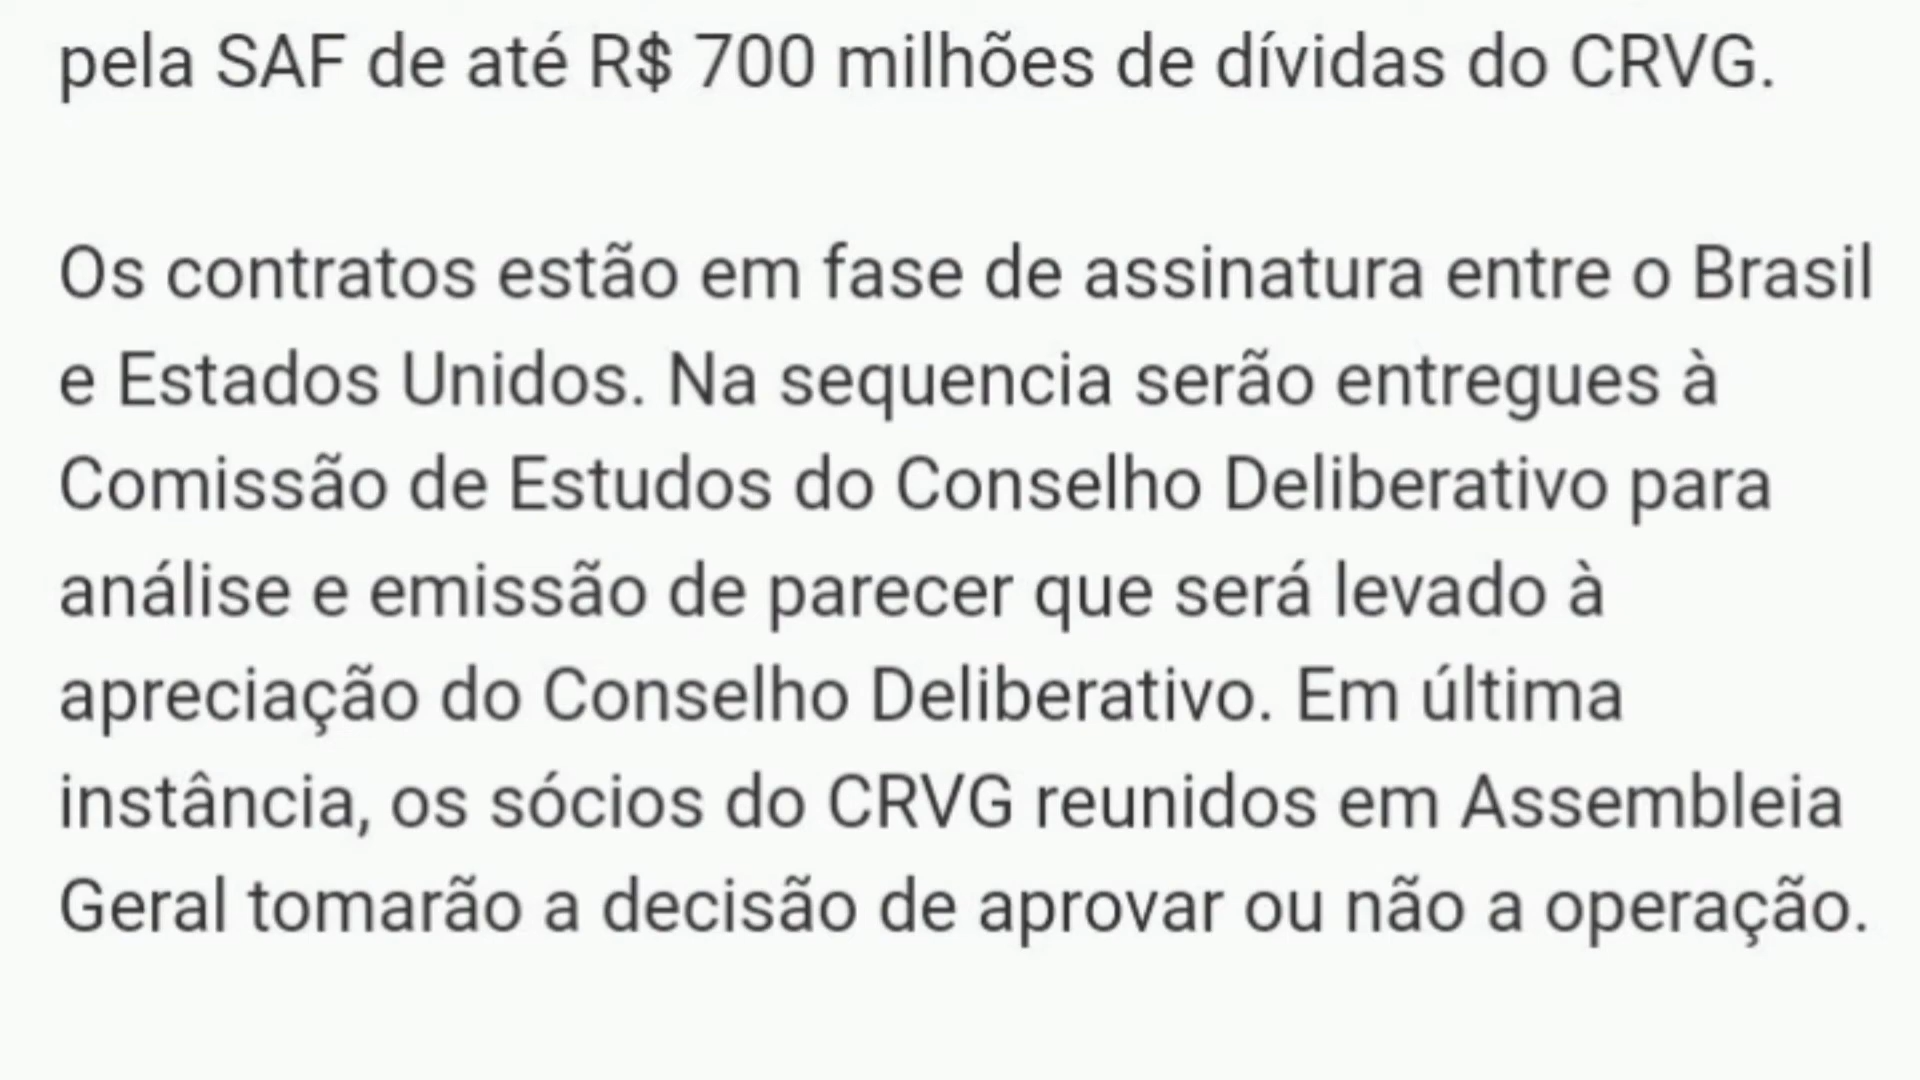 pela SAF de até R$ 700 milhões de dívidas do CRVG.
Os contratos estão em fase de assinatura entre o Brasil
e Estados Unidos. Na sequencia serão entregues à
Comissão de Estudos do Conselho Deliberativo para
análise e emissão de parecer que será levado à
apreciação do Conselho Deliberativo. Em última
instância, os sócios do CRVG reunidos em Assembleia
Geral tomarão a decisão de aprovar ou não a operação.